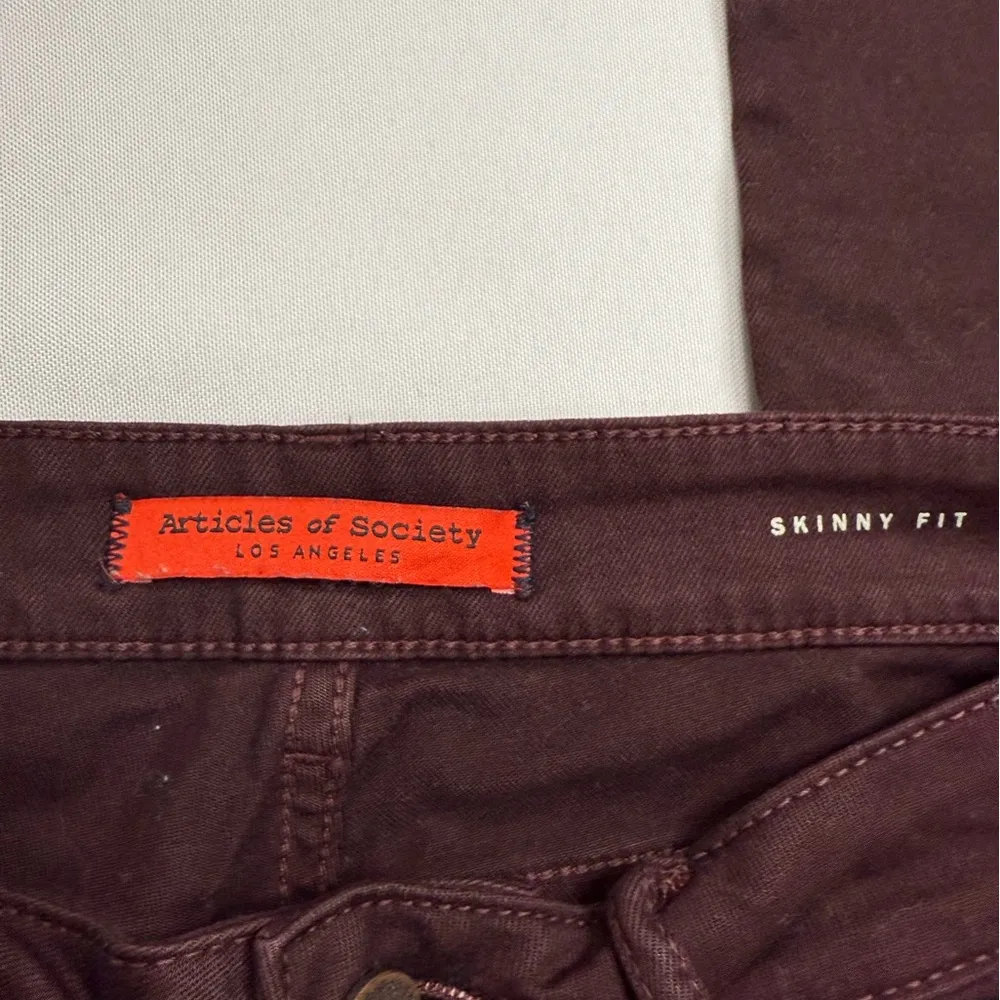 Articles of Society
LOS ANGELES
SKINNY FIT